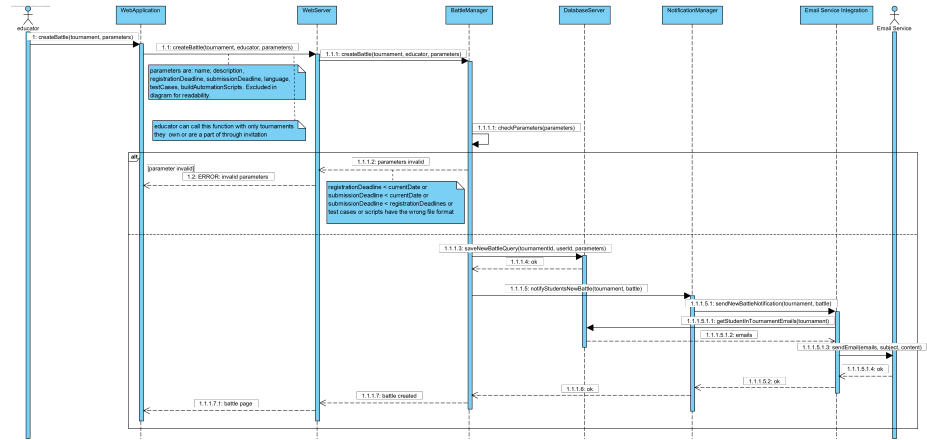 WebApplication
WebServer
BattleManager
DatabaseServer
NotificationManager
Email Service Integration
educator
Email Service
1: createBattle(tournament, parameters)
1.1: createBattle(tournament, educator, parameters)
1.1.1: createBattle(tournament, educator, parameters)
parameters are: name, description,
registrationDeadline, submissionDeadline, language,
testCases, buildAutomationScripts. Excluded in
diagram for readability.
educator can call this function with only tournaments
they own or are a part of through invitation
1.1.1.1: checkParameters(parameters)
alt
1.1.1.2: parameters invalid
[parameter invalid]
1.2: ERROR: invalid parameters
registrationDeadline < currentDate or
submissionDeadline < currentDate or
submissionDeadline < registrationDeadlines or
test cases or scripts have the wrong file format
1.1.1.3: saveNewBattleQuery(tournamentId, userId, parameters)
1.1.1.4: ok
1.1.1.5: notifyStudentsNewBattle(tournament, battle)
1.1.1.5.1: sendNewBattleNotification(tournament, battle)
1.1.1.5.1.1: getStudentInTournamentEmails(tournament)
1.1.1.5.1.2: emails
1.1.1.5.1.3: sendEmail(emails, subject, content)
1.1.1.5.1.4: ok
1.1.1.5.2: ok
1.1.1.6: ok
1.1.1.7: battle created
1.1.1.7.1: battle page